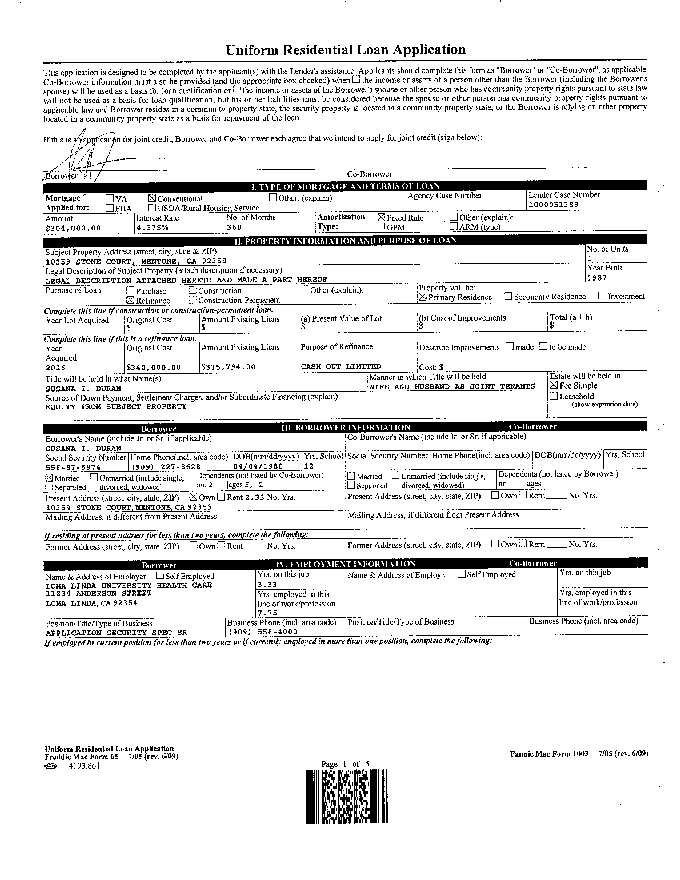 Uniform Residential Loan Application
This application is designed to be completed by the applicant(s) with the Lender's assistance. Applicants should complete this form as "Borrower" or "Co-Borrower", as applicable.
Co-Borrower information must also be provided (and the appropriate box checked) when the income or assets of a person other than the Borrower (including the Borrower's
spouse) will be used as a basis for loan qualification or the income or assets of the Borrower's spouse or other person who has community property rights pursuant to state law
will not be used as a basis for loan qualification, but his or her liabilities must be considered because the spouse or other person has community property rights pursuant to
applicable law and Borrower resides in a community property state, the security property is located in a community property state, or the Borrower is relying on other property
located in a community property state as a basis for repayment of the loan.
If this is an application for joint credit, Borrower and Co-Borrower each agree that we intend to apply for joint credit (sign below):
Borrower Co-Borrower
I. TYPE OF MORTGAGE AND TERMS OF LOAN
Mortgage Applied for: VA Conventional Other (explain): Agency Case Number Lender Case Number
FHA USDA/Rural Housing Service
Amount Interest Rate No. of Months Amortization Type: Fixed Rate Other (explain):
4.375% 360 GPM ARM (type):
II. PROPERTY INFORMATION AND PURPOSE OF LOAN
Subject Property Address (street, city, state & ZIP) No. of Units
10359 STONE COURT, MENTONE, CA 92359
Legal Description of Subject Property (attach description if necessary) Year Built
LEGAL DESCRIPTION ATTACHED HERETO AND MADE A PART HEREOF 1987
Purpose of Loan Purchase Construction Other (explain): Property will be:
Refinance Construction-Permanent Primary Residence Secondary Residence Investment
Complete this line if construction or construction-permanent loan.
Year Lot Acquired Original Cost Amount Existing Liens (a) Present Value of Lot (b) Cost of Improvements Total (a + b)
$ $ $ $ $
Complete this line if this is a refinance loan.
Year Acquired Original Cost Amount Existing Liens Purpose of Refinance Describe Improvements made to be made
$340,000.00 $315,794.00 CASH OUT LIMITED Cost: $
Title will be held in what Name(s) Manner in which Title will be held Estate will be held in:
SUSANA I. DURAN WIFE AND HUSBAND AS JOINT TENANTS Fee Simple
Source of Down Payment, Settlement Charges, and/or Subordinate Financing (explain) Leasehold
EQUITY FROM SUBJECT PROPERTY (show expiration date)
Borrower III. BORROWER INFORMATION Co-Borrower
Borrower's Name (include Jr. or Sr. if applicable) Co-Borrower's Name (include Jr. or Sr. if applicable)
SUSANA I. DURAN
Social Security Number Home Phone (incl. area code) DOB (mm/dd/yyyy) Yrs. School Social Security Number Home Phone (incl. area code) DOB (mm/dd/yyyy) Yrs. School
12
Married Unmarried (include single, Dependents (not listed by Co-Borrower) Married Unmarried (include single, Dependents (not listed by Borrower)
Separated divorced, widowed) no. 2 Separated divorced, widowed) no. ages
Present Address (street, city, state, ZIP) Own Rent No. Yrs. Present Address (street, city, state, ZIP) Own Rent No. Yrs.
10359 STONE COURT, MENTONE, CA 92359
Mailing Address, if different from Present Address Mailing Address, if different from Present Address
If residing at present address for less than two years, complete the following:
Former Address (street, city, state, ZIP) Own Rent No. Yrs. Former Address (street, city, state, ZIP) Own Rent No. Yrs.
Borrower IV. EMPLOYMENT INFORMATION Co-Borrower
Name & Address of Employer Self Employed Yrs. on this job Name & Address of Employer Self Employed Yrs. on this job
LOMA LINDA UNIVERSITY HEALTH CARE 3.33
11234 ANDERSON STREET Yrs. employed in this line of work/profession Yrs. employed in this line of work/profession
LOMA LINDA, CA 92354
7.75
Position/Title/Type of Business Business Phone (incl. area code) Position/Title/Type of Business Business Phone (incl. area code)
APPLICATION SECURITY SPEC SR (909) 558-4000
If employed in current position for less than two years or if currently employed in more than one position, complete the following:
Uniform Residential Loan Application
Freddie Mac Form 65 7/05 (rev. 6/09) Fannie Mae Form 1003 7/05 (rev. 6/09)
Page 1 of 5